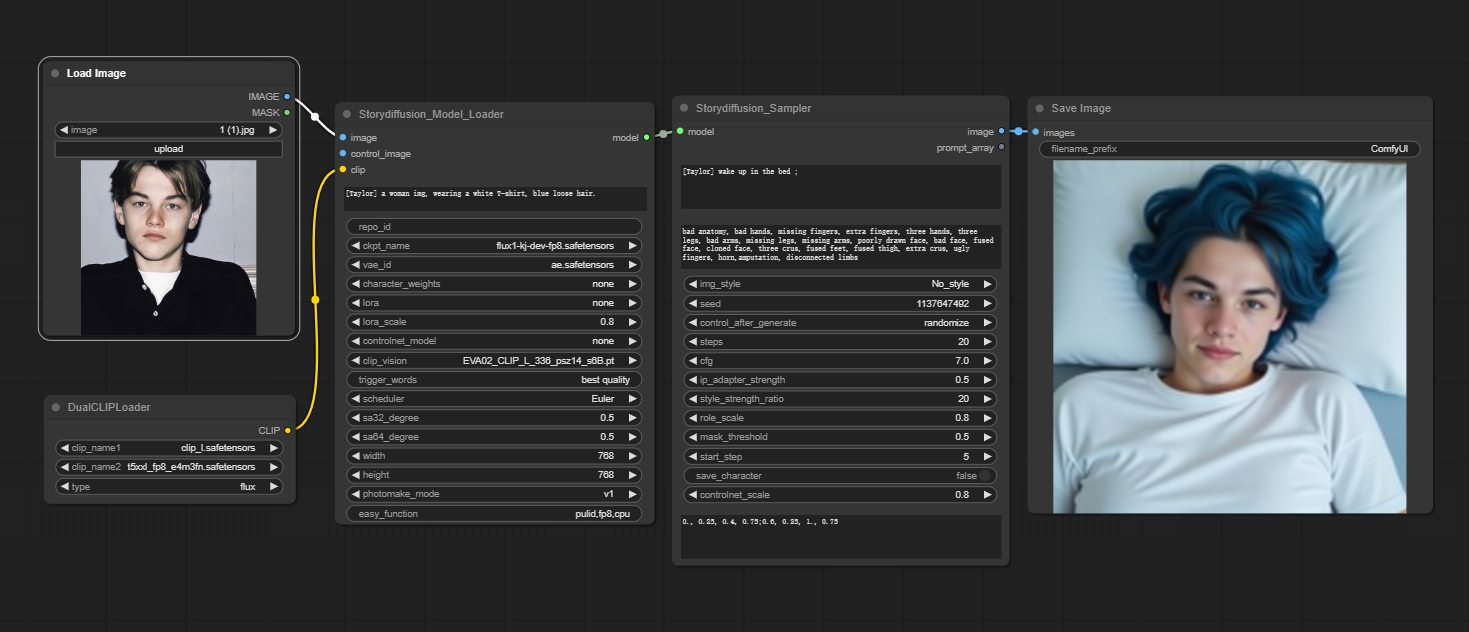 Load Image
IMAGE
MASK
image 1 (1).jpg
upload
DualCLIPLoader
CLIP
clip_name1 clip_l.safetensors
clip_name2 t5xxl_fp8_e4m3fn.safetensors
type flux
Storydiffusion_Model_Loader
image model
control_image
clip
[Taylor] a woman img, wearing a white T-shirt, blue loose hair.
repo_id
ckpt_name flux1-kj-dev-fp8.safetensors
vae_id ae.safetensors
character_weights none
lora none
lora_scale 0.8
controlnet_model none
clip_vision EVA02_CLIP_L_336_psz14_s6B.pt
trigger_words best quality
scheduler Euler
sa32_degree 0.5
sa64_degree 0.5
width 768
height 768
photomake_mode v1
easy_function pulid,fp8,cpu
Storydiffusion_Sampler
model image
prompt_array
[Taylor] wake up in the bed ;
bad anatomy, bad hands, missing fingers, extra fingers, three hands, three
legs, bad arms, missing legs, missing arms, poorly drawn face, bad face, fused
face, cloned face, three crus, fused feet, fused thigh, extra crus, ugly
fingers, horn,amputation, disconnected limbs
img_style No_style
seed 1137647492
control_after_generate randomize
steps 20
cfg 7.0
ip_adapter_strength 0.5
style_strength_ratio 20
role_scale 0.8
mask_threshold 0.5
start_step 5
save_character false
controlnet_scale 0.8
0., 0.25, 0.4, 0.75;0.6, 0.25, 1., 0.75
Save Image
images
filename_prefix ComfyUI